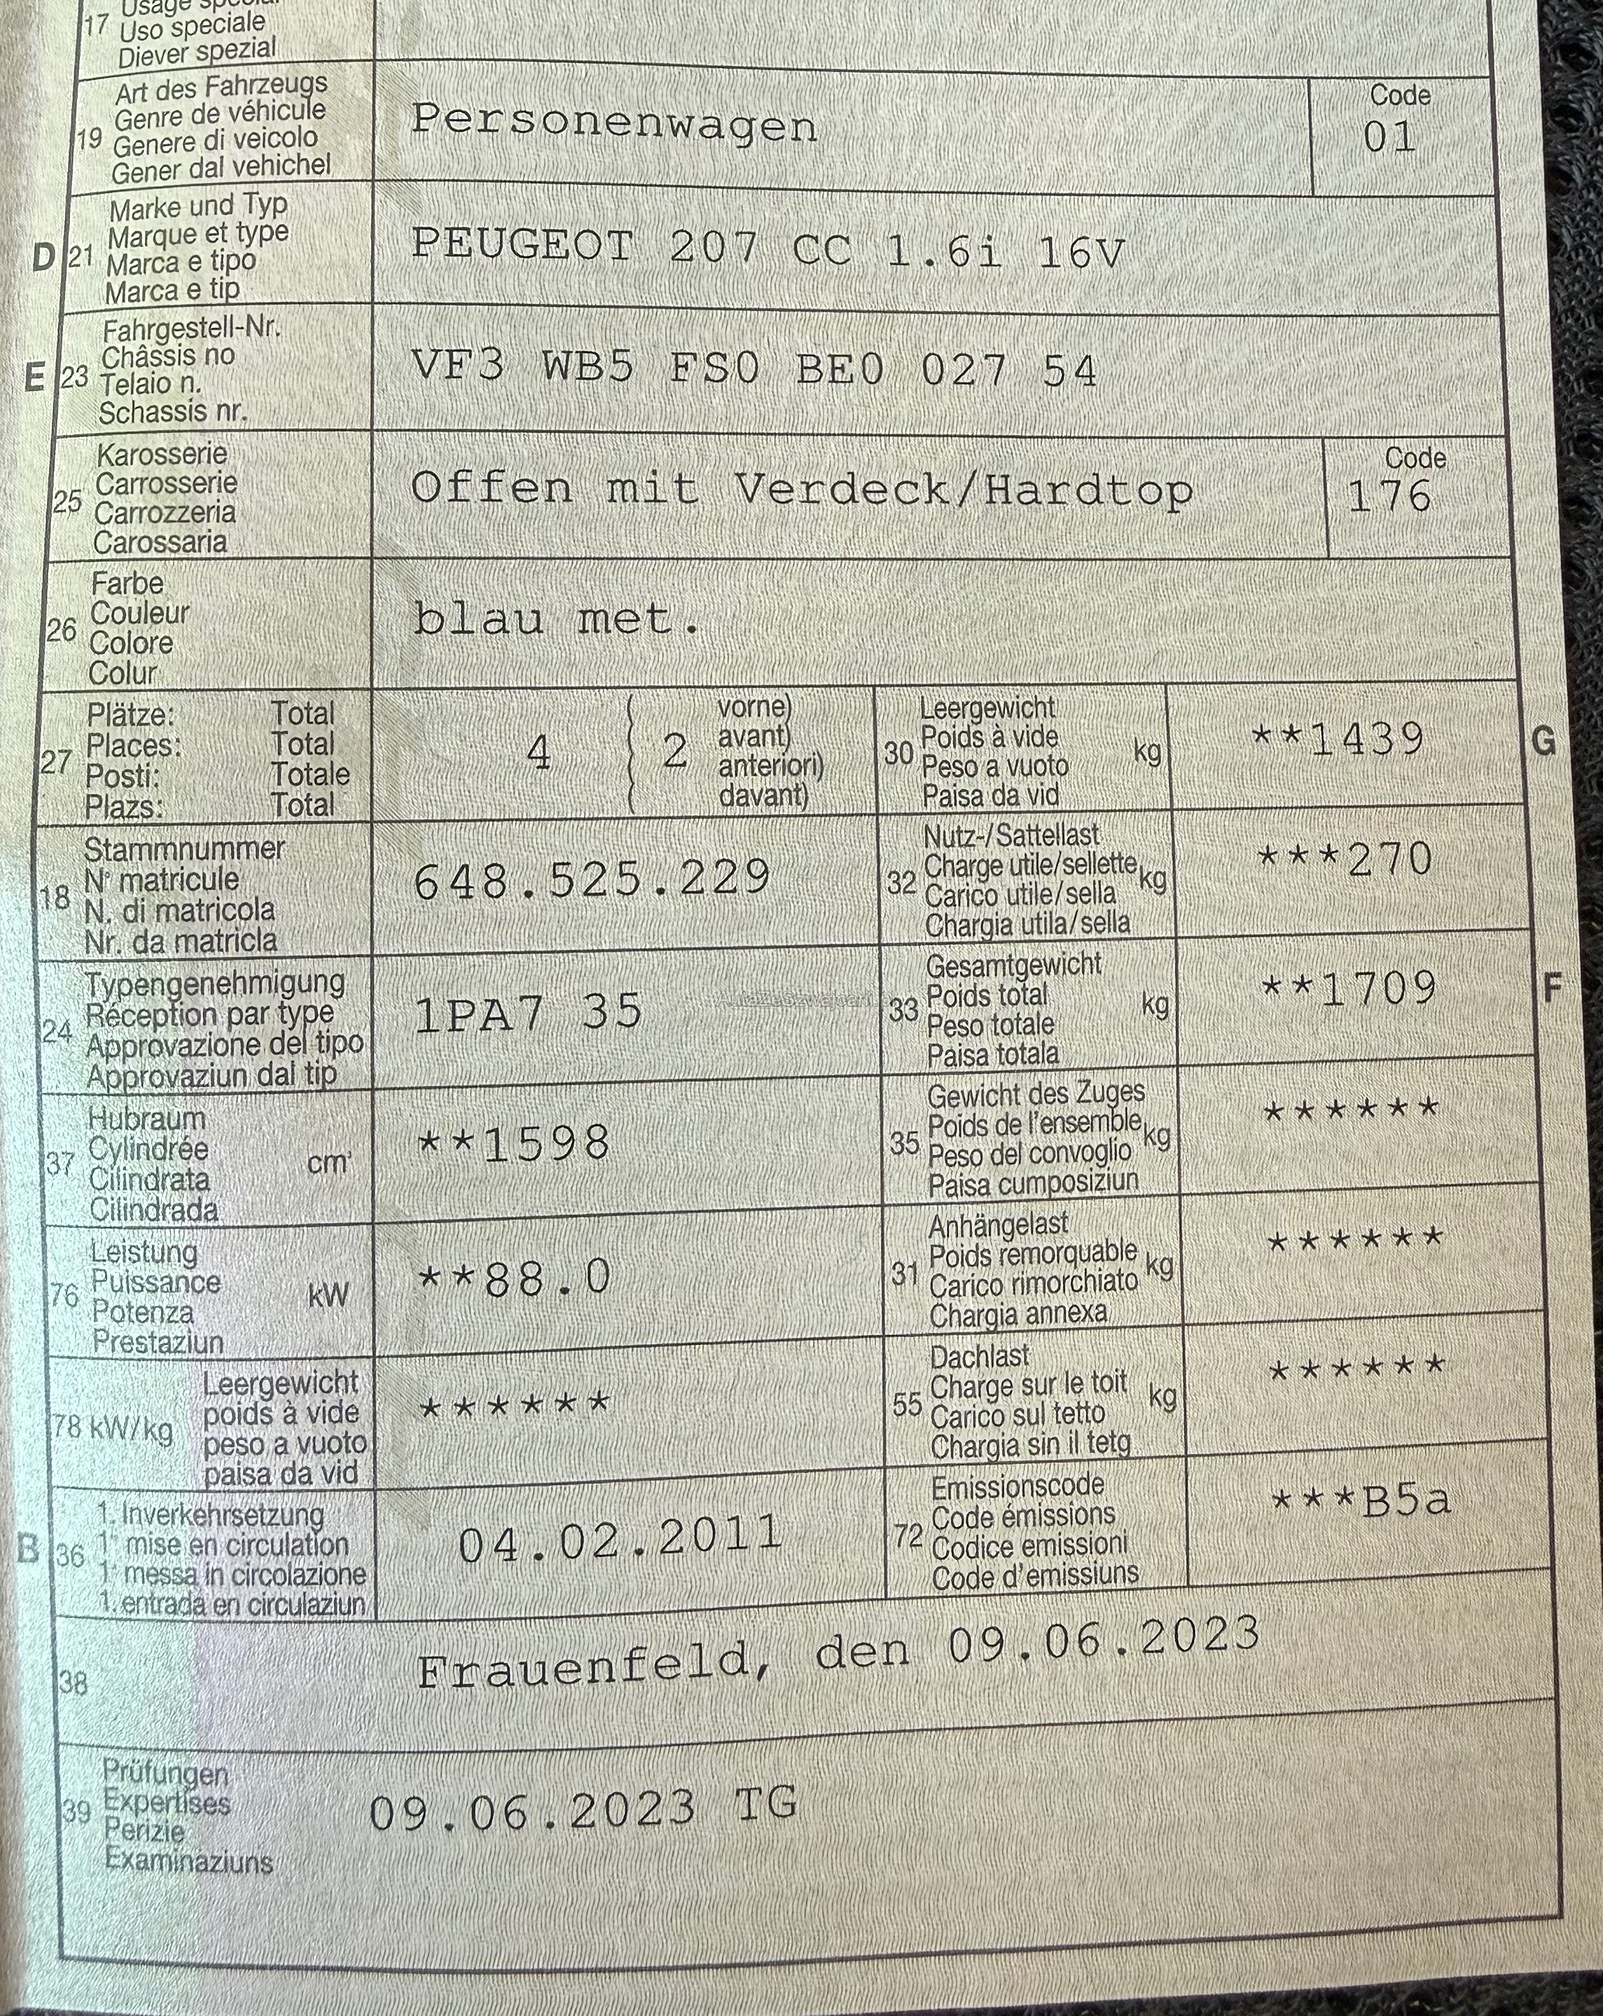 17 Usage spécial
Uso speciale
Diever spezial
19 Art des Fahrzeugs
Genre de véhicule
Genere di veicolo
Gener dal vehichel
Personenwagen
Code
01
D 21 Marke und Typ
Marque et type
Marca e tipo
Marca e tip
PEUGEOT 207 CC 1.6i 16V
E 23 Fahrgestell-Nr.
Châssis no
Telaio n.
Schassis nr.
VF3 WB5 FS0 BE0 027 54
25 Karosserie
Carrosserie
Carrozzeria
Carossaria
Offen mit Verdeck/Hardtop
Code
176
26 Farbe
Couleur
Colore
Colur
blau met.
27 Plätze: Total
Places: Total
Posti: Totale
Plazs: Total
4 ( 2 vorne)
avant)
anteriori)
davant)
30 Leergewicht
Poids à vide
Peso a vuoto
Paisa da vid
kg
**1439
G
18 Stammnummer
N° matricule
N. di matricola
Nr. da matricla
648.525.229
32 Nutz-/Sattellast
Charge utile/sellette
Carico utile/sella
Chargia utila/sella
kg
***270
24 Typengenehmigung
Réception par type
Approvazione del tipo
Approvaziun dal tip
1PA7 35
33 Gesamtgewicht
Poids total
Peso totale
Paisa totala
kg
**1709
F
37 Hubraum
Cylindrée
Cilindrata
Cilindrada
cm³
**1598
35 Gewicht des Zuges
Poids de l'ensemble
Peso del convoglio
Paisa cumposiziun
kg
******
76 Leistung
Puissance
Potenza
Prestaziun
kW
**88.0
31 Anhängelast
Poids remorquable
Carico rimorchiato
Chargia annexa
kg
******
78 kW/kg Leergewicht
poids à vide
peso a vuoto
paisa da vid
******
55 Dachlast
Charge sur le toit
Carico sul tetto
Chargia sin il tetg
kg
******
B 36 1. Inverkehrsetzung
1re mise en circulation
1a messa in circolazione
1. entrada en circulaziun
04.02.2011
72 Emissionscode
Code émissions
Codice emissioni
Code d'emissiuns
***B5a
38 Frauenfeld, den 09.06.2023
39 Prüfungen
Expertises
Perizie
Examinaziuns
09.06.2023 TG